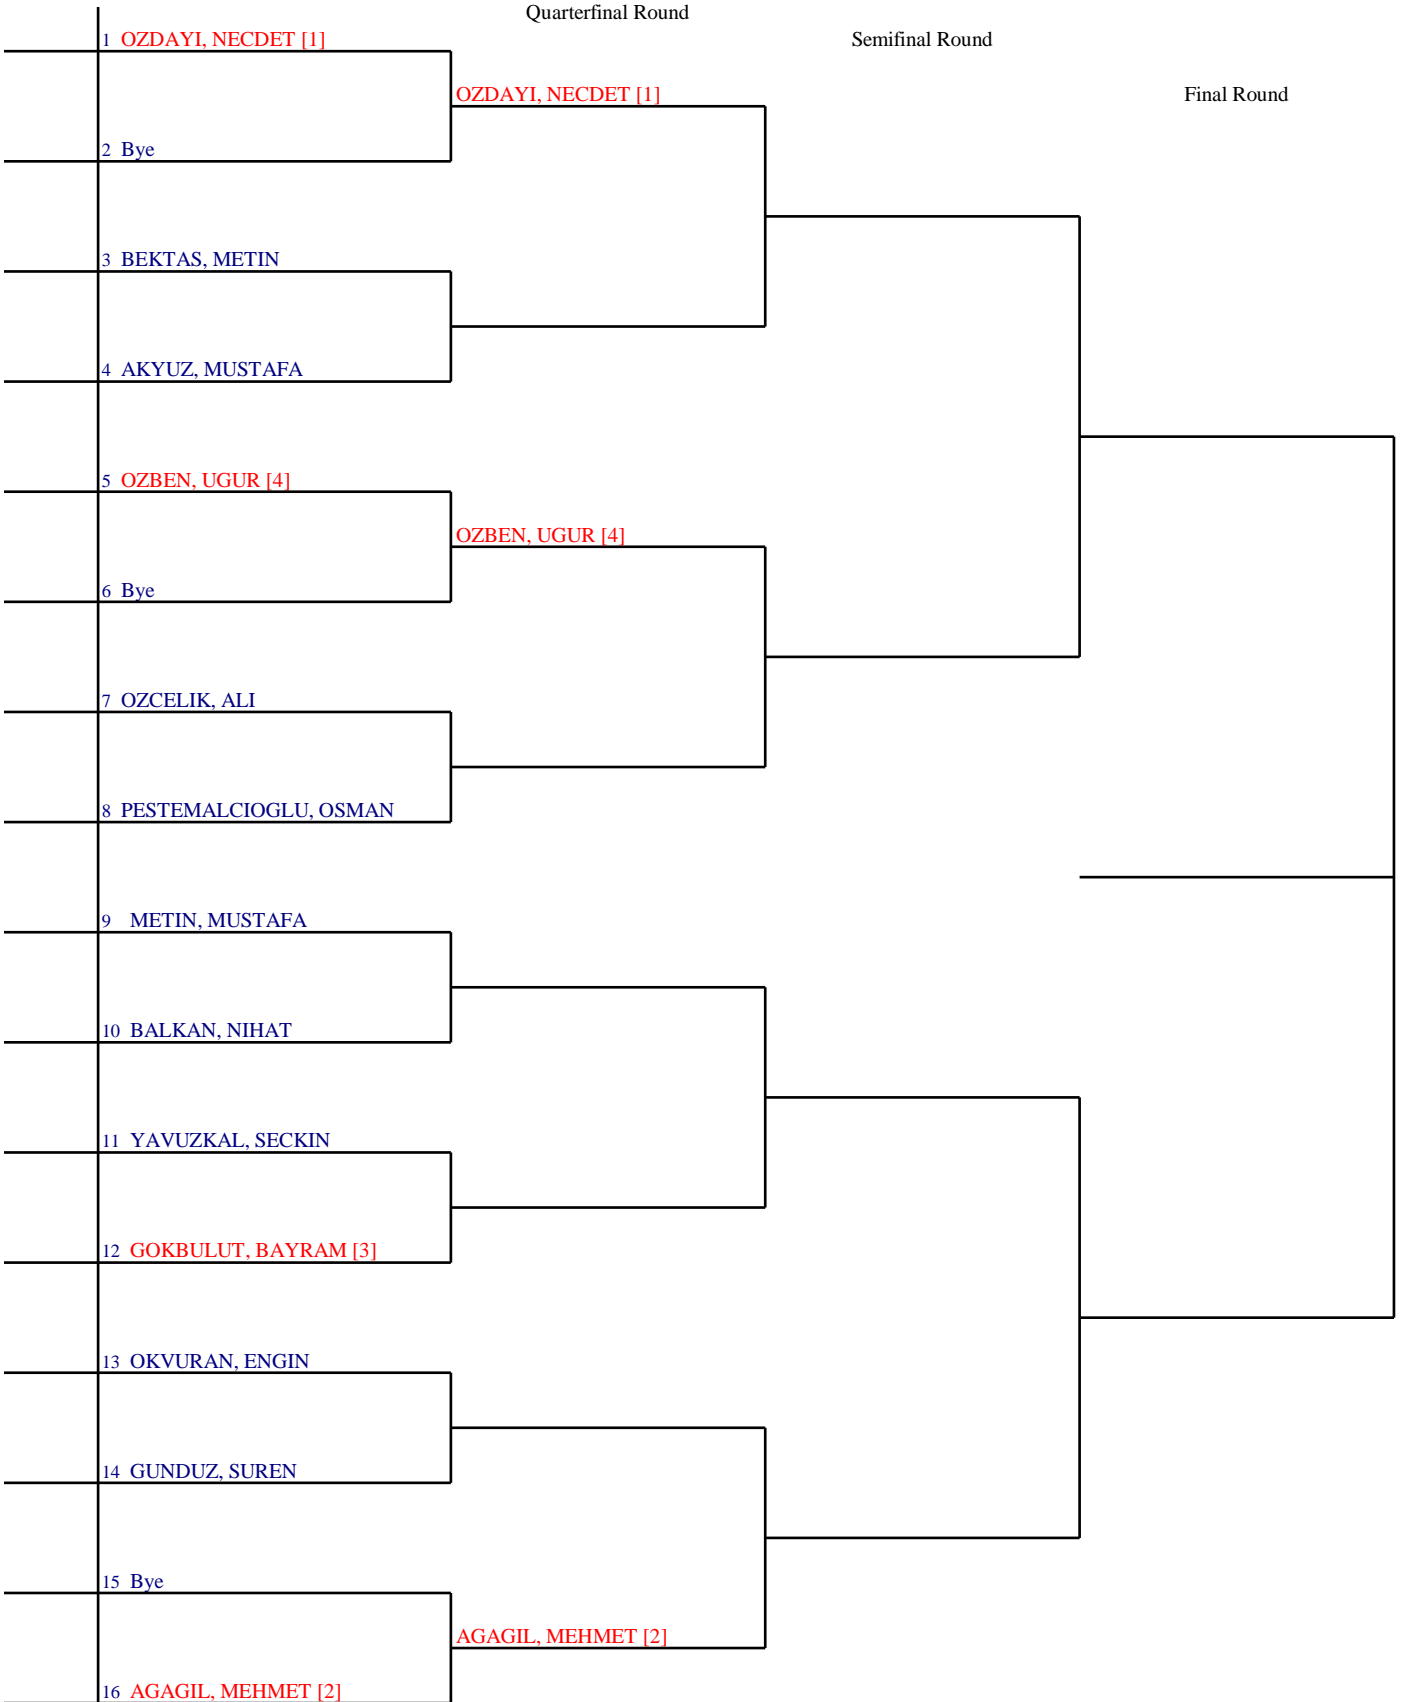 Quarterfinal Round
1 OZDAYI, NECDET [1]
Semifinal Round
OZDAYI, NECDET [1]
Final Round
2 Bye
3 BEKTAS, METIN
4 AKYUZ, MUSTAFA
5 OZBEN, UGUR [4]
OZBEN, UGUR [4]
6 Bye
7 OZCELIK, ALI
8 PESTEMALCIOGLU, OSMAN
9 METIN, MUSTAFA
10 BALKAN, NIHAT
11 YAVUZKAL, SECKIN
12 GOKBULUT, BAYRAM [3]
13 OKVURAN, ENGIN
14 GUNDUZ, SUREN
15 Bye
AGAGIL, MEHMET [2]
16 AGAGIL, MEHMET [2]